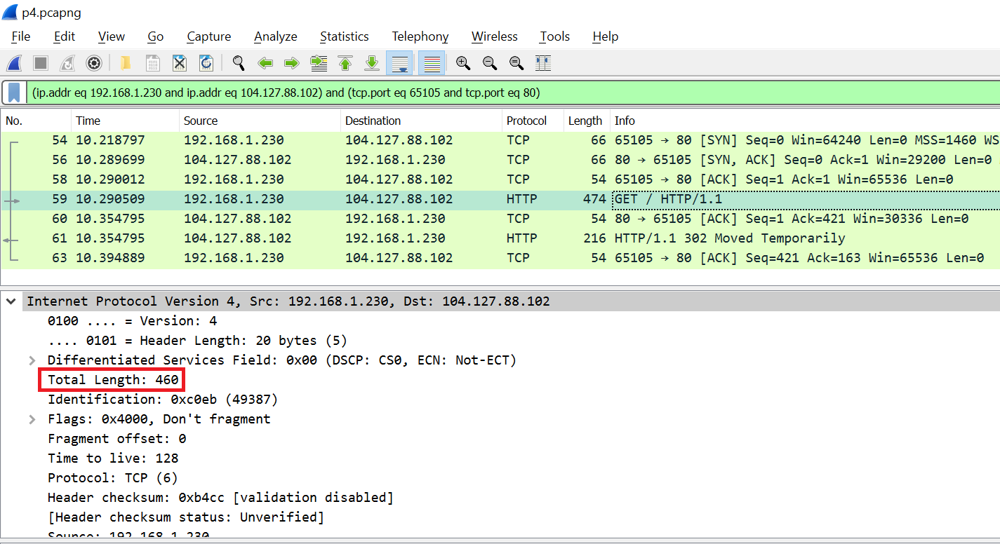 p4.pcapng
File Edit View Go Capture Analyze Statistics Telephony Wireless Tools Help
(ip.addr eq 192.168.1.230 and ip.addr eq 104.127.88.102) and (tcp.port eq 65105 and tcp.port eq 80)
No. Time Source Destination Protocol Length Info
54 10.218797 192.168.1.230 104.127.88.102 TCP 66 65105 → 80 [SYN] Seq=0 Win=64240 Len=0 MSS=1460 WS
56 10.289699 104.127.88.102 192.168.1.230 TCP 66 80 → 65105 [SYN, ACK] Seq=0 Ack=1 Win=29200 Len=0
58 10.290012 192.168.1.230 104.127.88.102 TCP 54 65105 → 80 [ACK] Seq=1 Ack=1 Win=65536 Len=0
59 10.290509 192.168.1.230 104.127.88.102 HTTP 474 GET / HTTP/1.1
60 10.354795 104.127.88.102 192.168.1.230 TCP 54 80 → 65105 [ACK] Seq=1 Ack=421 Win=30336 Len=0
61 10.354795 104.127.88.102 192.168.1.230 HTTP 216 HTTP/1.1 302 Moved Temporarily
63 10.394889 192.168.1.230 104.127.88.102 TCP 54 65105 → 80 [ACK] Seq=421 Ack=163 Win=65536 Len=0
Internet Protocol Version 4, Src: 192.168.1.230, Dst: 104.127.88.102
0100 .... = Version: 4
.... 0101 = Header Length: 20 bytes (5)
Differentiated Services Field: 0x00 (DSCP: CS0, ECN: Not-ECT)
Total Length: 460
Identification: 0xc0eb (49387)
Flags: 0x4000, Don't fragment
Fragment offset: 0
Time to live: 128
Protocol: TCP (6)
Header checksum: 0xb4cc [validation disabled]
[Header checksum status: Unverified]
Source: 192.168.1.230